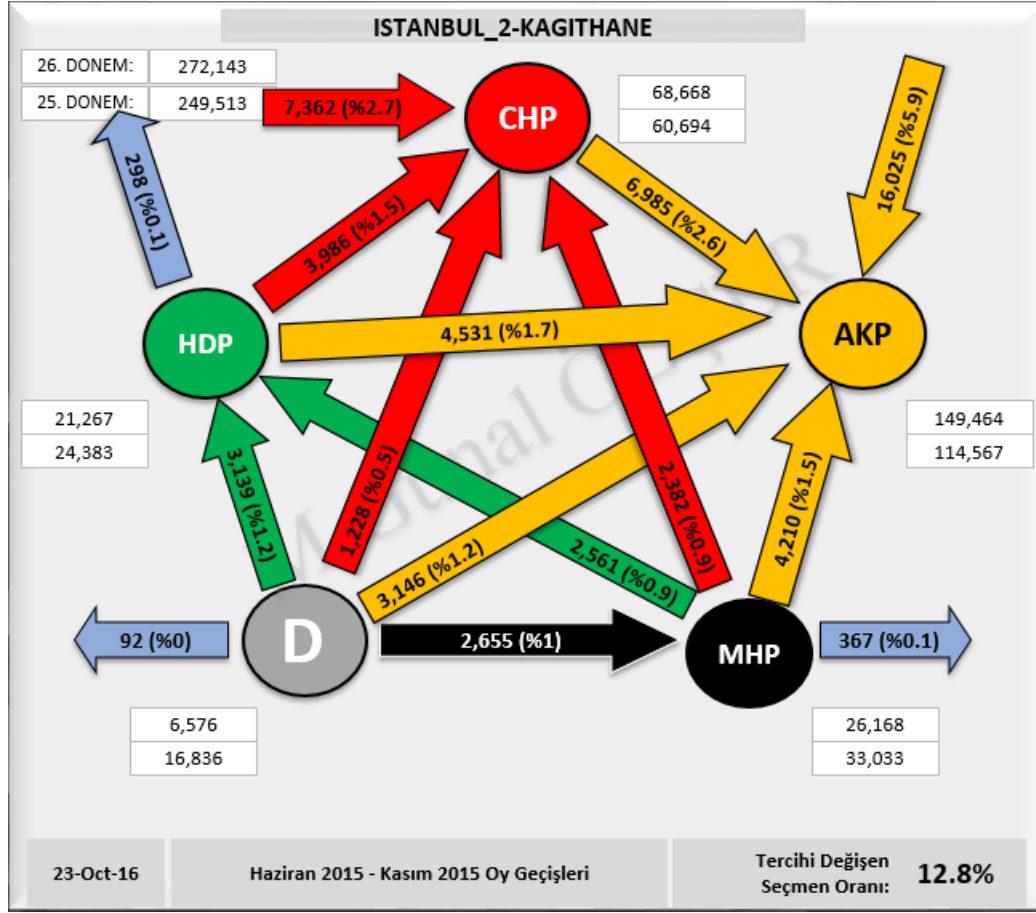 ISTANBUL_2-KAGITHANE
26. DONEM: 272,143
25. DONEM: 249,513
7,362 (%2.7)
CHP
68,668
60,694
16,025 (%5.9)
298 (%0.1)
3,986 (%1.5)
6,985 (%2.6)
HDP
4,531 (%1.7)
AKP
21,267
24,383
149,464
114,567
3,139 (%1.2)
1,228 (%0.5)
3,146 (%1.2)
2,561 (%0.9)
2,382 (%0.9)
4,210 (%1.5)
92 (%0)
D
2,655 (%1)
MHP
367 (%0.1)
6,576
16,836
26,168
33,033
23-Oct-16
Haziran 2015 - Kasım 2015 Oy Geçişleri
Tercihi Değişen
Seçmen Oranı:
12.8%